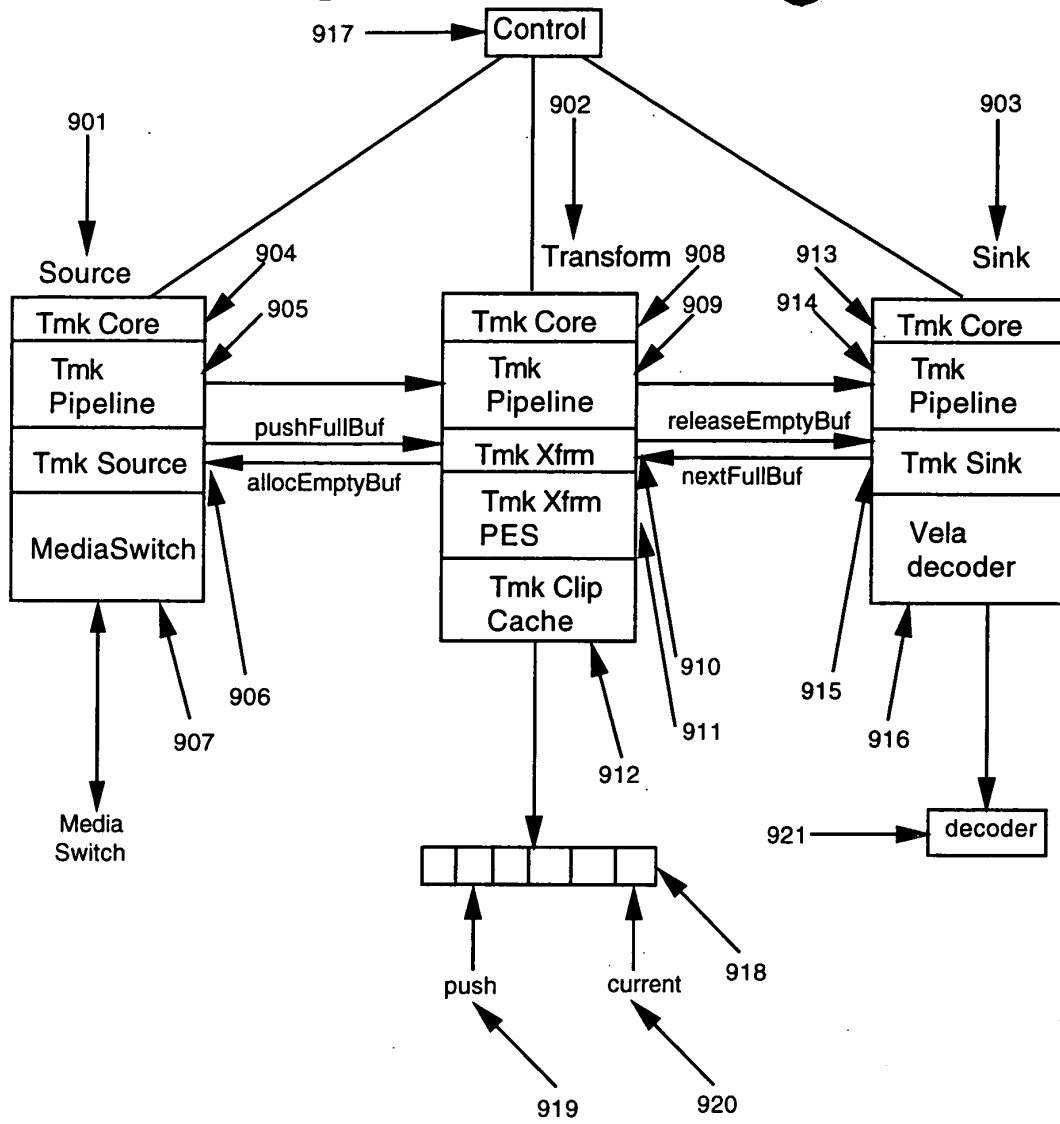 917
Control
901
902
903
Source
904
Transform
908
913
Sink
905
909
914
Tmk Core
Tmk
Pipeline
Tmk Source
MediaSwitch
pushFullBuf
allocEmptyBuf
Tmk Core
Tmk
Pipeline
Tmk Xfrm
Tmk Xfrm
PES
Tmk Clip
Cache
releaseEmptyBuf
nextFullBuf
Tmk Core
Tmk
Pipeline
Tmk Sink
Vela
decoder
906
907
910
911
912
915
916
Media
Switch
921
decoder
918
push
current
919
920